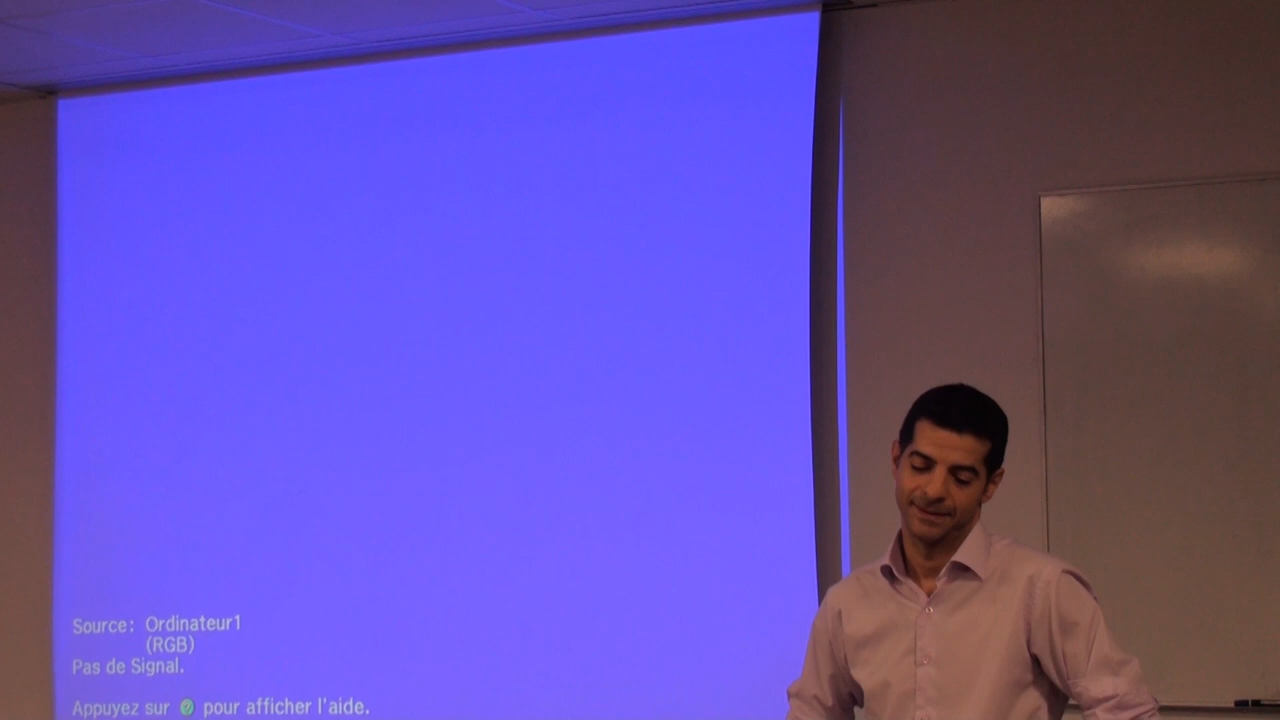 Source: Ordinateur1
(RGB)
Pas de Signal.
Appuyez sur ? pour afficher l'aide.